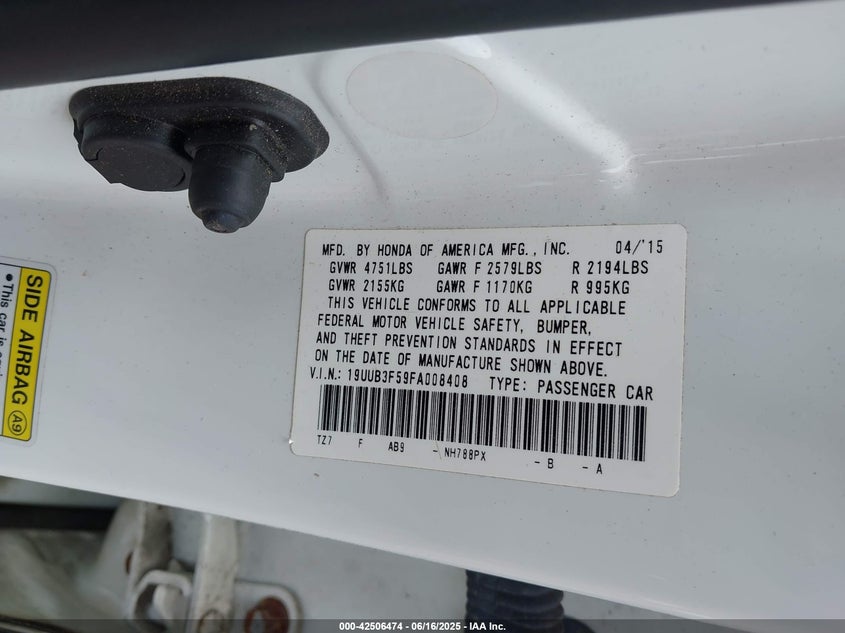 MFD. BY HONDA OF AMERICA MFG., INC. 04/'15
GVWR 4751LBS GAWR F 2579LBS R 2194LBS
GVWR 2155KG GAWR F 1170KG R 995KG
THIS VEHICLE CONFORMS TO ALL APPLICABLE
FEDERAL MOTOR VEHICLE SAFETY, BUMPER,
AND THEFT PREVENTION STANDARDS IN EFFECT
ON THE DATE OF MANUFACTURE SHOWN ABOVE.
V.I.N.: 19UUB3F59FA008408 TYPE: PASSENGER CAR
TZ7 F AB9 - NH788PX - B - A
SIDE AIRBAG A9
•This car is
000-42506474 - 06/16/2025 - IAA Inc.